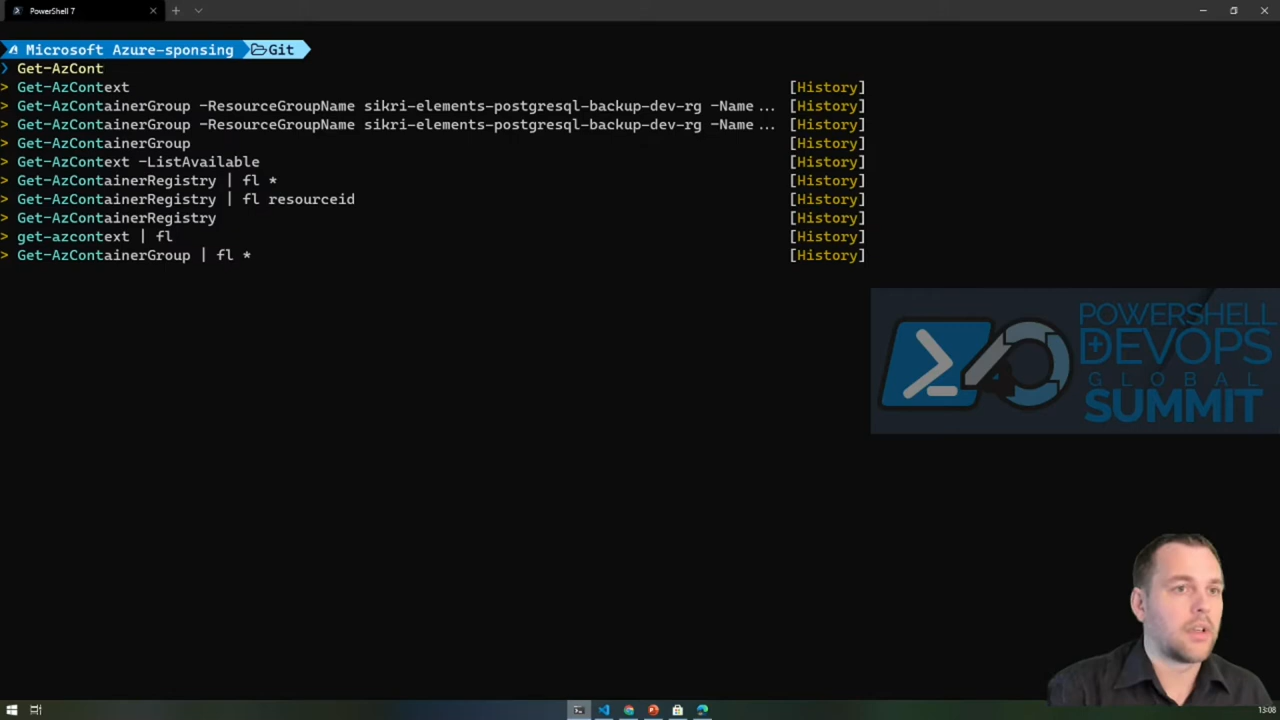 PowerShell 7
Microsoft Azure-sponsing Git
❯ Get-AzCont
> Get-AzContext [History]
> Get-AzContainerGroup -ResourceGroupName sikri-elements-postgresql-backup-dev-rg -Name... [History]
> Get-AzContainerGroup -ResourceGroupName sikri-elements-postgresql-backup-dev-rg -Name... [History]
> Get-AzContainerGroup [History]
> Get-AzContext -ListAvailable [History]
> Get-AzContainerRegistry | fl * [History]
> Get-AzContainerRegistry | fl resourceid [History]
> Get-AzContainerRegistry [History]
> get-azcontext | fl [History]
> Get-AzContainerGroup | fl * [History]
POWERSHELL
+DEVOPS
GLOBAL
SUMMIT
13:08